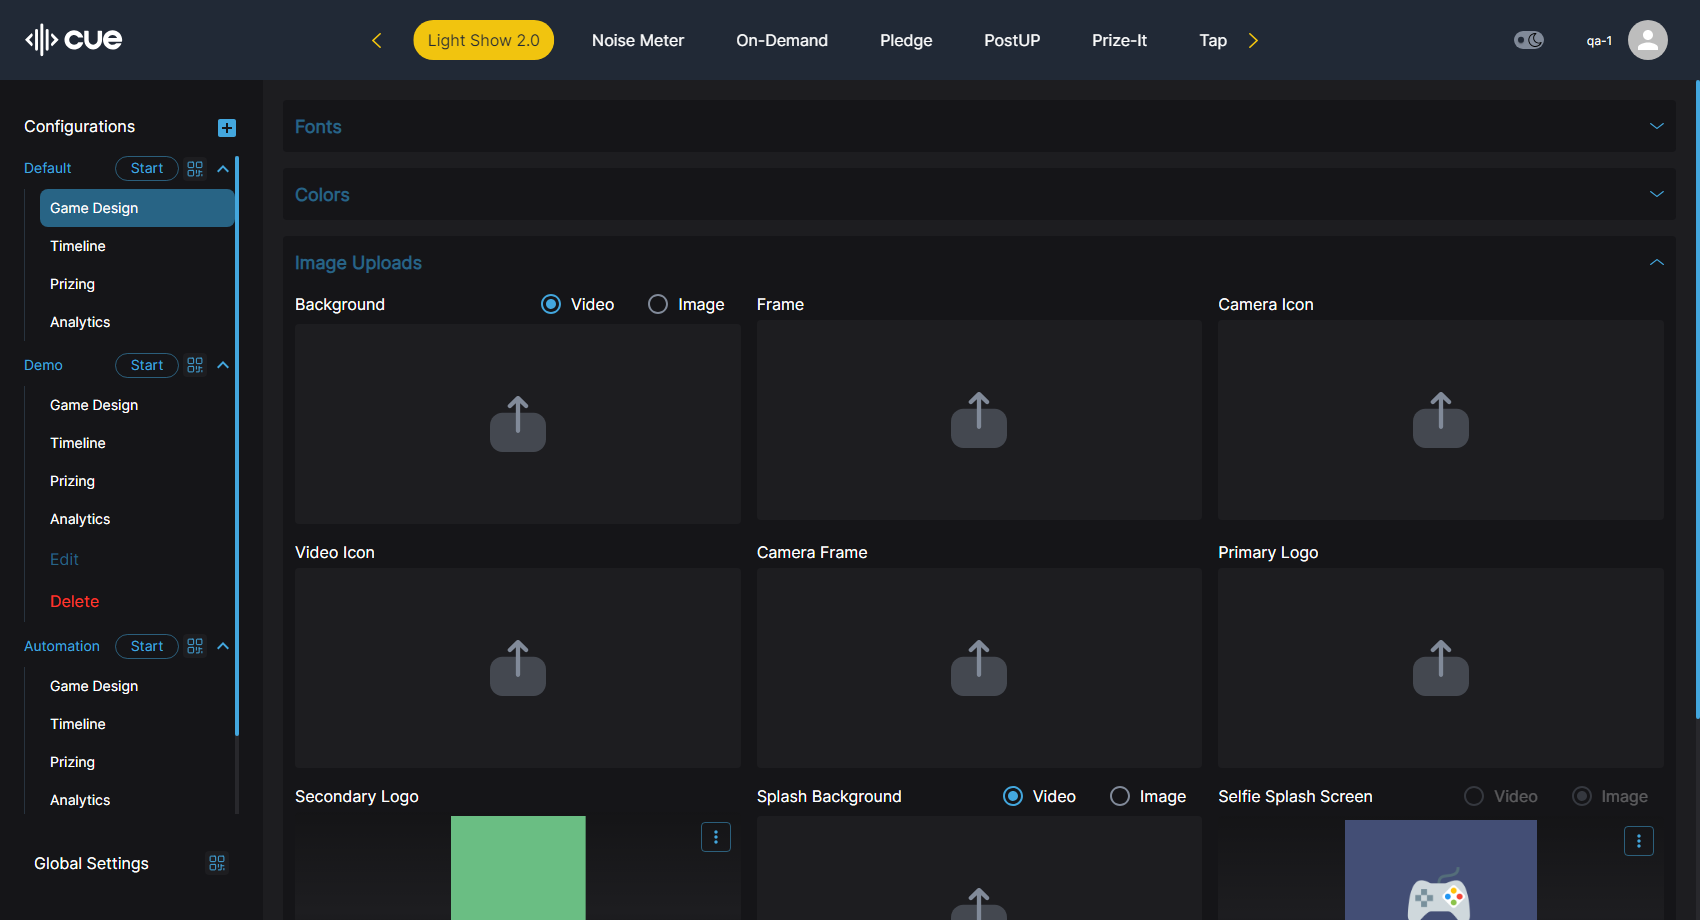 cue
Light Show 2.0
Noise Meter
On-Demand
Pledge
PostUP
Prize-It
Tap
qa-1
Configurations
Default
Start
Game Design
Timeline
Prizing
Analytics
Demo
Start
Game Design
Timeline
Prizing
Analytics
Edit
Delete
Automation
Start
Game Design
Timeline
Prizing
Analytics
Global Settings
Fonts
Colors
Image Uploads
Background
Video
Image
Frame
Camera Icon
Video Icon
Camera Frame
Primary Logo
Secondary Logo
Splash Background
Video
Image
Selfie Splash Screen
Video
Image